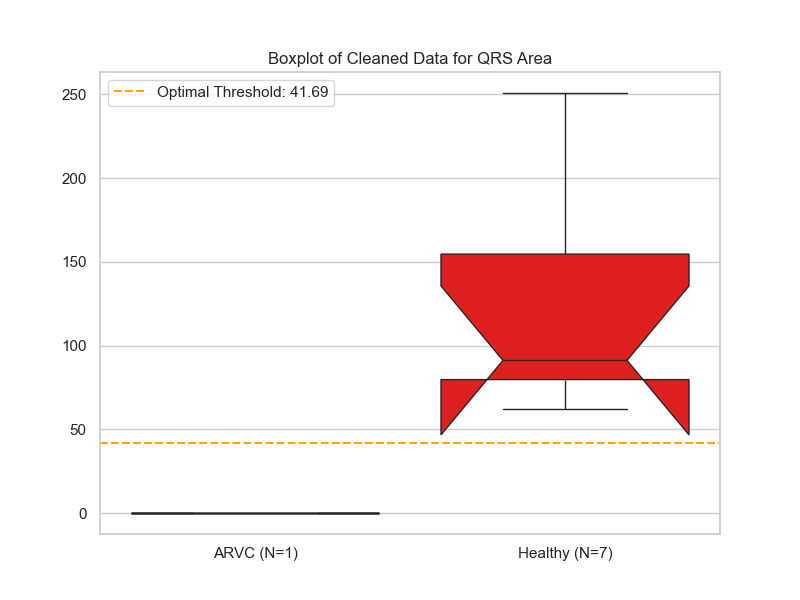 Boxplot of Cleaned Data for QRS Area
Optimal Threshold: 41.69
250
200
150
100
50
0
ARVC (N=1)
Healthy (N=7)